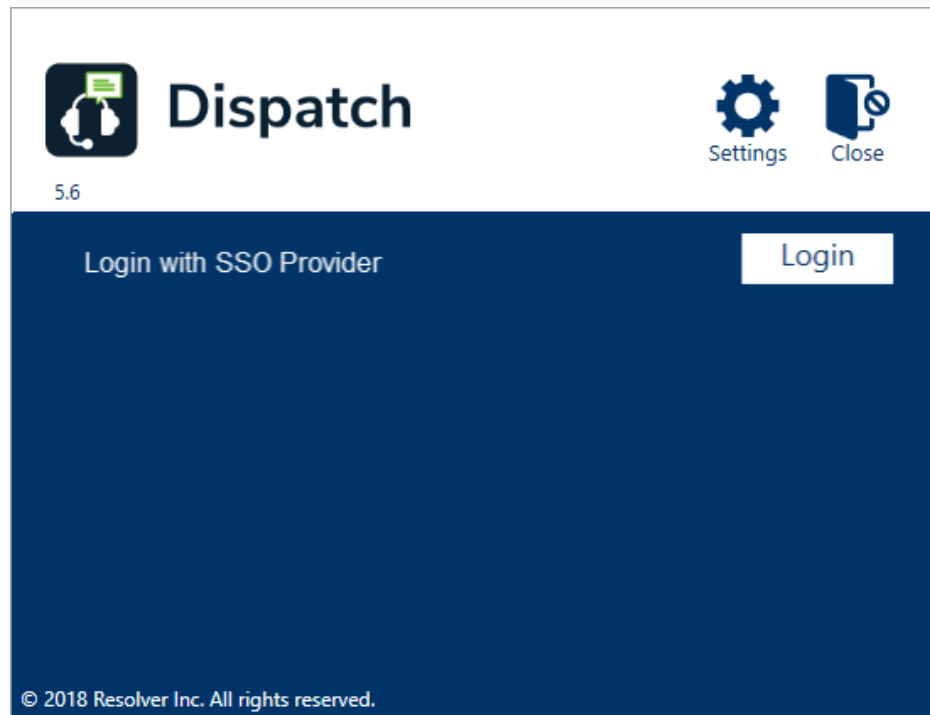 Dispatch
Settings
Close
5.6
Login with SSO Provider
Login
© 2018 Resolver Inc. All rights reserved.